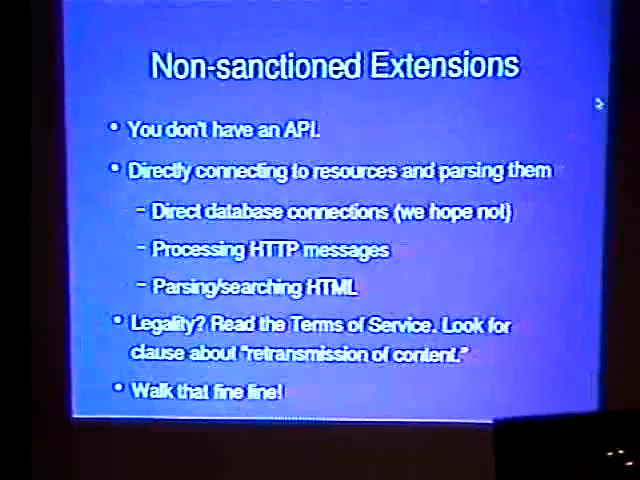 Non-sanctioned Extensions
• You don't have an API.
• Directly connecting to resources and parsing them
– Direct database connections (we hope not)
– Processing HTTP messages
– Parsing/searching HTML
• Legality? Read the Terms of Service. Look for
clause about "retransmission of content."
• Walk that fine line!